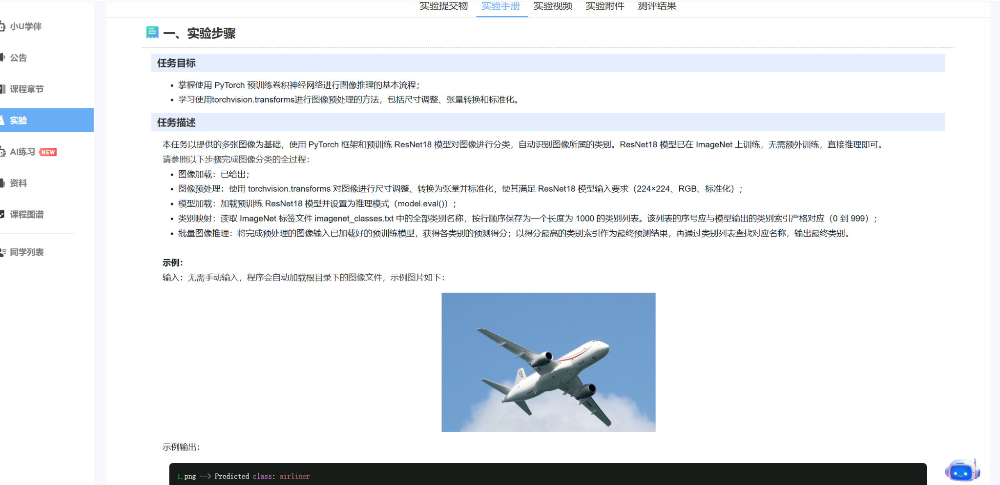 实验提交物 实验手册 实验视频 实验附件 测评结果
小U学伴
公告
课程章节
实验
AI练习 NEW
资料
课程图谱
同学列表
一、实验步骤
任务目标
• 掌握使用 PyTorch 预训练卷积神经网络进行图像推理的基本流程；
• 学习使用torchvision.transforms进行图像预处理的方法，包括尺寸调整、张量转换和标准化。
任务描述
本任务以提供的多张图像为基础，使用 PyTorch 框架和预训练 ResNet18 模型对图像进行分类，自动识别图像所属的类别。ResNet18 模型已在 ImageNet 上训练，无需额外训练，直接推理即可。
请参照以下步骤完成图像分类的全过程：
• 图像加载：已给出；
• 图像预处理：使用 torchvision.transforms 对图像进行尺寸调整、转换为张量并标准化，使其满足 ResNet18 模型输入要求（224×224、RGB、标准化）；
• 模型加载：加载预训练 ResNet18 模型并设置为推理模式（model.eval()）；
• 类别映射：读取 ImageNet 标签文件 imagenet_classes.txt 中的全部类别名称，按行顺序保存为一个长度为 1000 的类别列表。该列表的序号应与模型输出的类别索引严格对应（0 到 999）；
• 批量图像推理：将完成预处理的图像输入已加载好的预训练模型，获得各类别的预测得分；以得分最高的类别索引作为最终预测结果，再通过类别列表查找对应名称，输出最终类别。
示例：
输入：无需手动输入，程序会自动加载根目录下的图像文件，示例图片如下：
示例输出：
1.png --> Predicted class: airliner